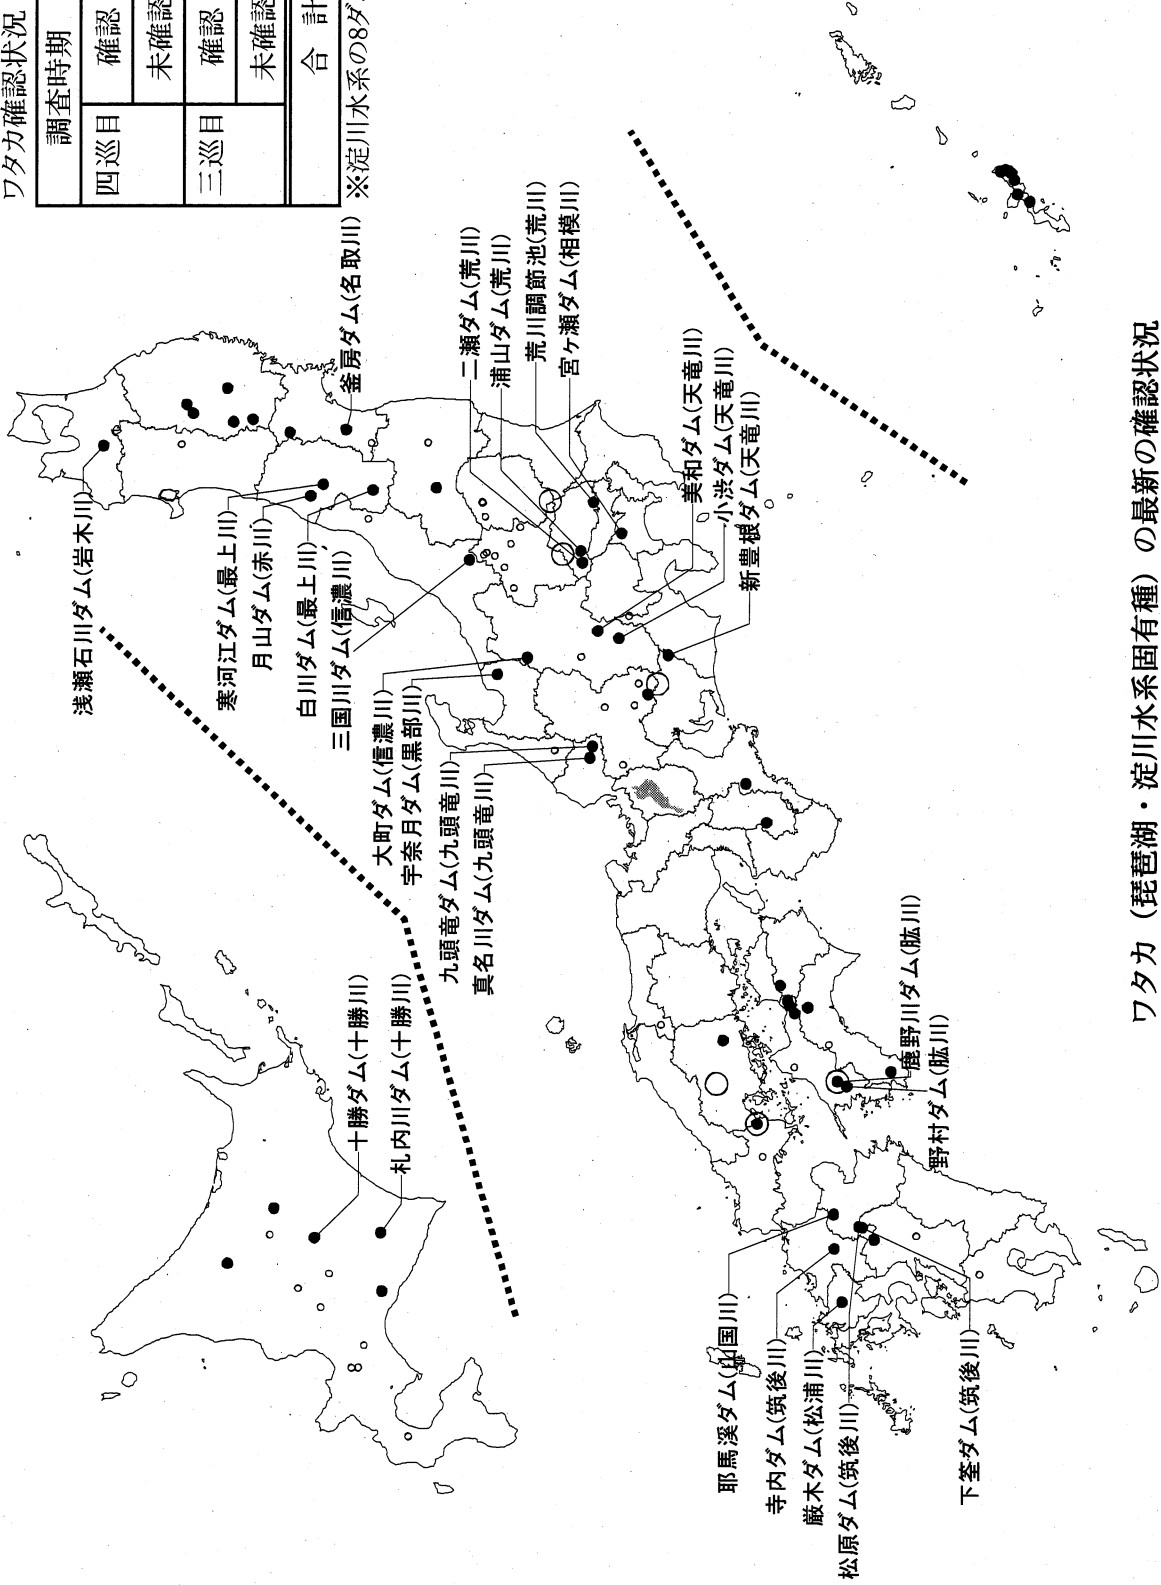 ワタカ確認状況
調査時期
四巡目
確認
未確認
三巡目
確認
未確認
合 計
※淀川水系の8ダ
浅瀬石川ダム(岩木川)
寒河江ダム(最上川)
月山ダム(赤川)
白川ダム(最上川)
三国川ダム(信濃川)
釜房ダム(名取川)
二瀬ダム(荒川)
浦山ダム(荒川)
荒川調節池(荒川)
宮ヶ瀬ダム(相模川)
美和ダム(天竜川)
小渋ダム(天竜川)
新豊根ダム(天竜川)
大町ダム(信濃川)
宇奈月ダム(黒部川)
九頭竜ダム(九頭竜川)
真名川ダム(九頭竜川)
十勝ダム(十勝川)
札内川ダム(十勝川)
鹿野川ダム(肱川)
野村ダム(肱川)
耶馬溪ダム(山国川)
寺内ダム(筑後川)
厳木ダム(松浦川)
松原ダム(筑後川)
下筌ダム(筑後川)
ワタカ（琵琶湖・淀川水系固有種）の最新の確認状況